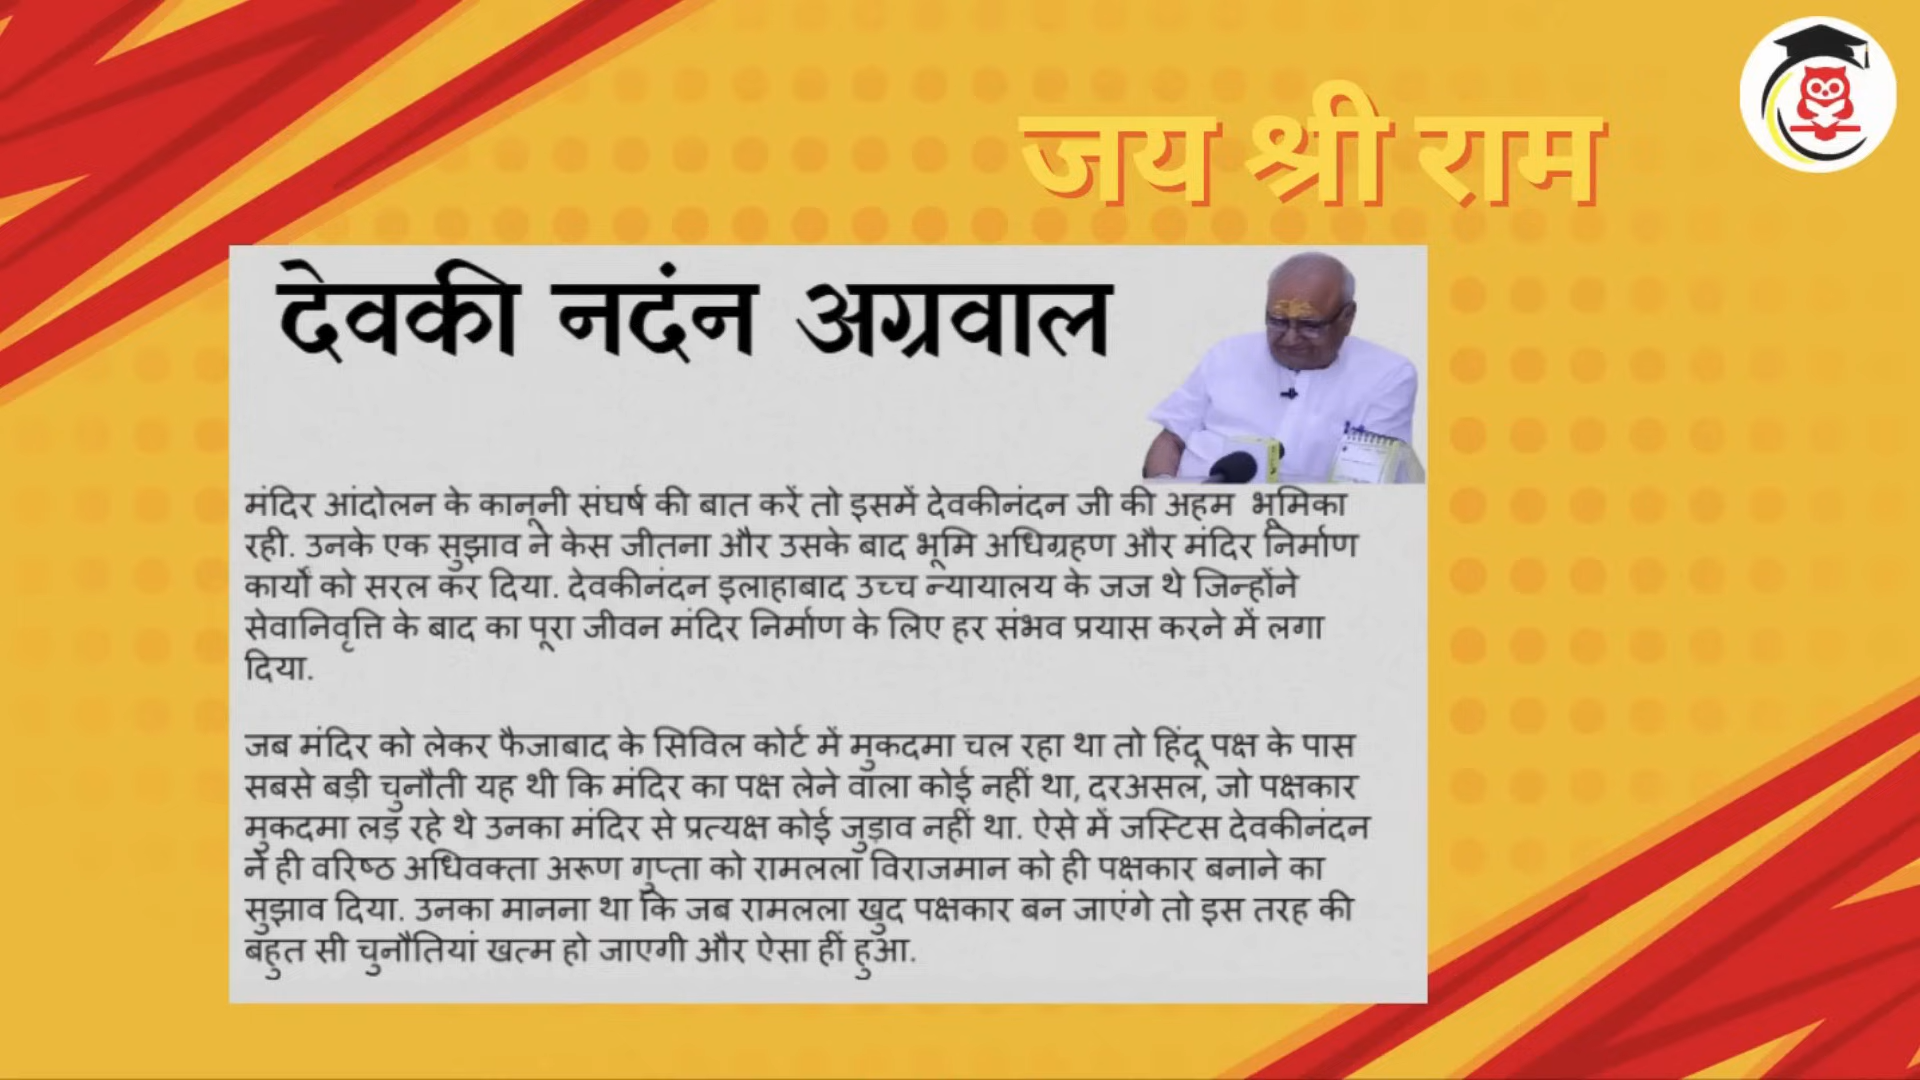 जय श्री राम
देवकी नदंन अग्रवाल
मंदिर आंदोलन के कानूनी संघर्ष की बात करें तो इसमें देवकीनंदन जी की अहम भूमिका
रही. उनके एक सुझाव ने केस जीतना और उसके बाद भूमि अधिग्रहण और मंदिर निर्माण
कार्यों को सरल कर दिया. देवकीनंदन इलाहाबाद उच्च न्यायालय के जज थे जिन्होंने
सेवानिवृत्ति के बाद का पूरा जीवन मंदिर निर्माण के लिए हर संभव प्रयास करने में लगा
दिया.
जब मंदिर को लेकर फैजाबाद के सिविल कोर्ट में मुकदमा चल रहा था तो हिंदू पक्ष के पास
सबसे बड़ी चुनौती यह थी कि मंदिर का पक्ष लेने वाला कोई नहीं था, दरअसल, जो पक्षकार
मुकदमा लड़ रहे थे उनका मंदिर से प्रत्यक्ष कोई जुड़ाव नहीं था. ऐसे में जस्टिस देवकीनंदन
ने ही वरिष्ठ अधिवक्ता अरूण गुप्ता को रामलला विराजमान को ही पक्षकार बनाने का
सुझाव दिया. उनका मानना था कि जब रामलला खुद पक्षकार बन जाएंगे तो इस तरह की
बहुत सी चुनौतियां खत्म हो जाएगी और ऐसा हीं हुआ.